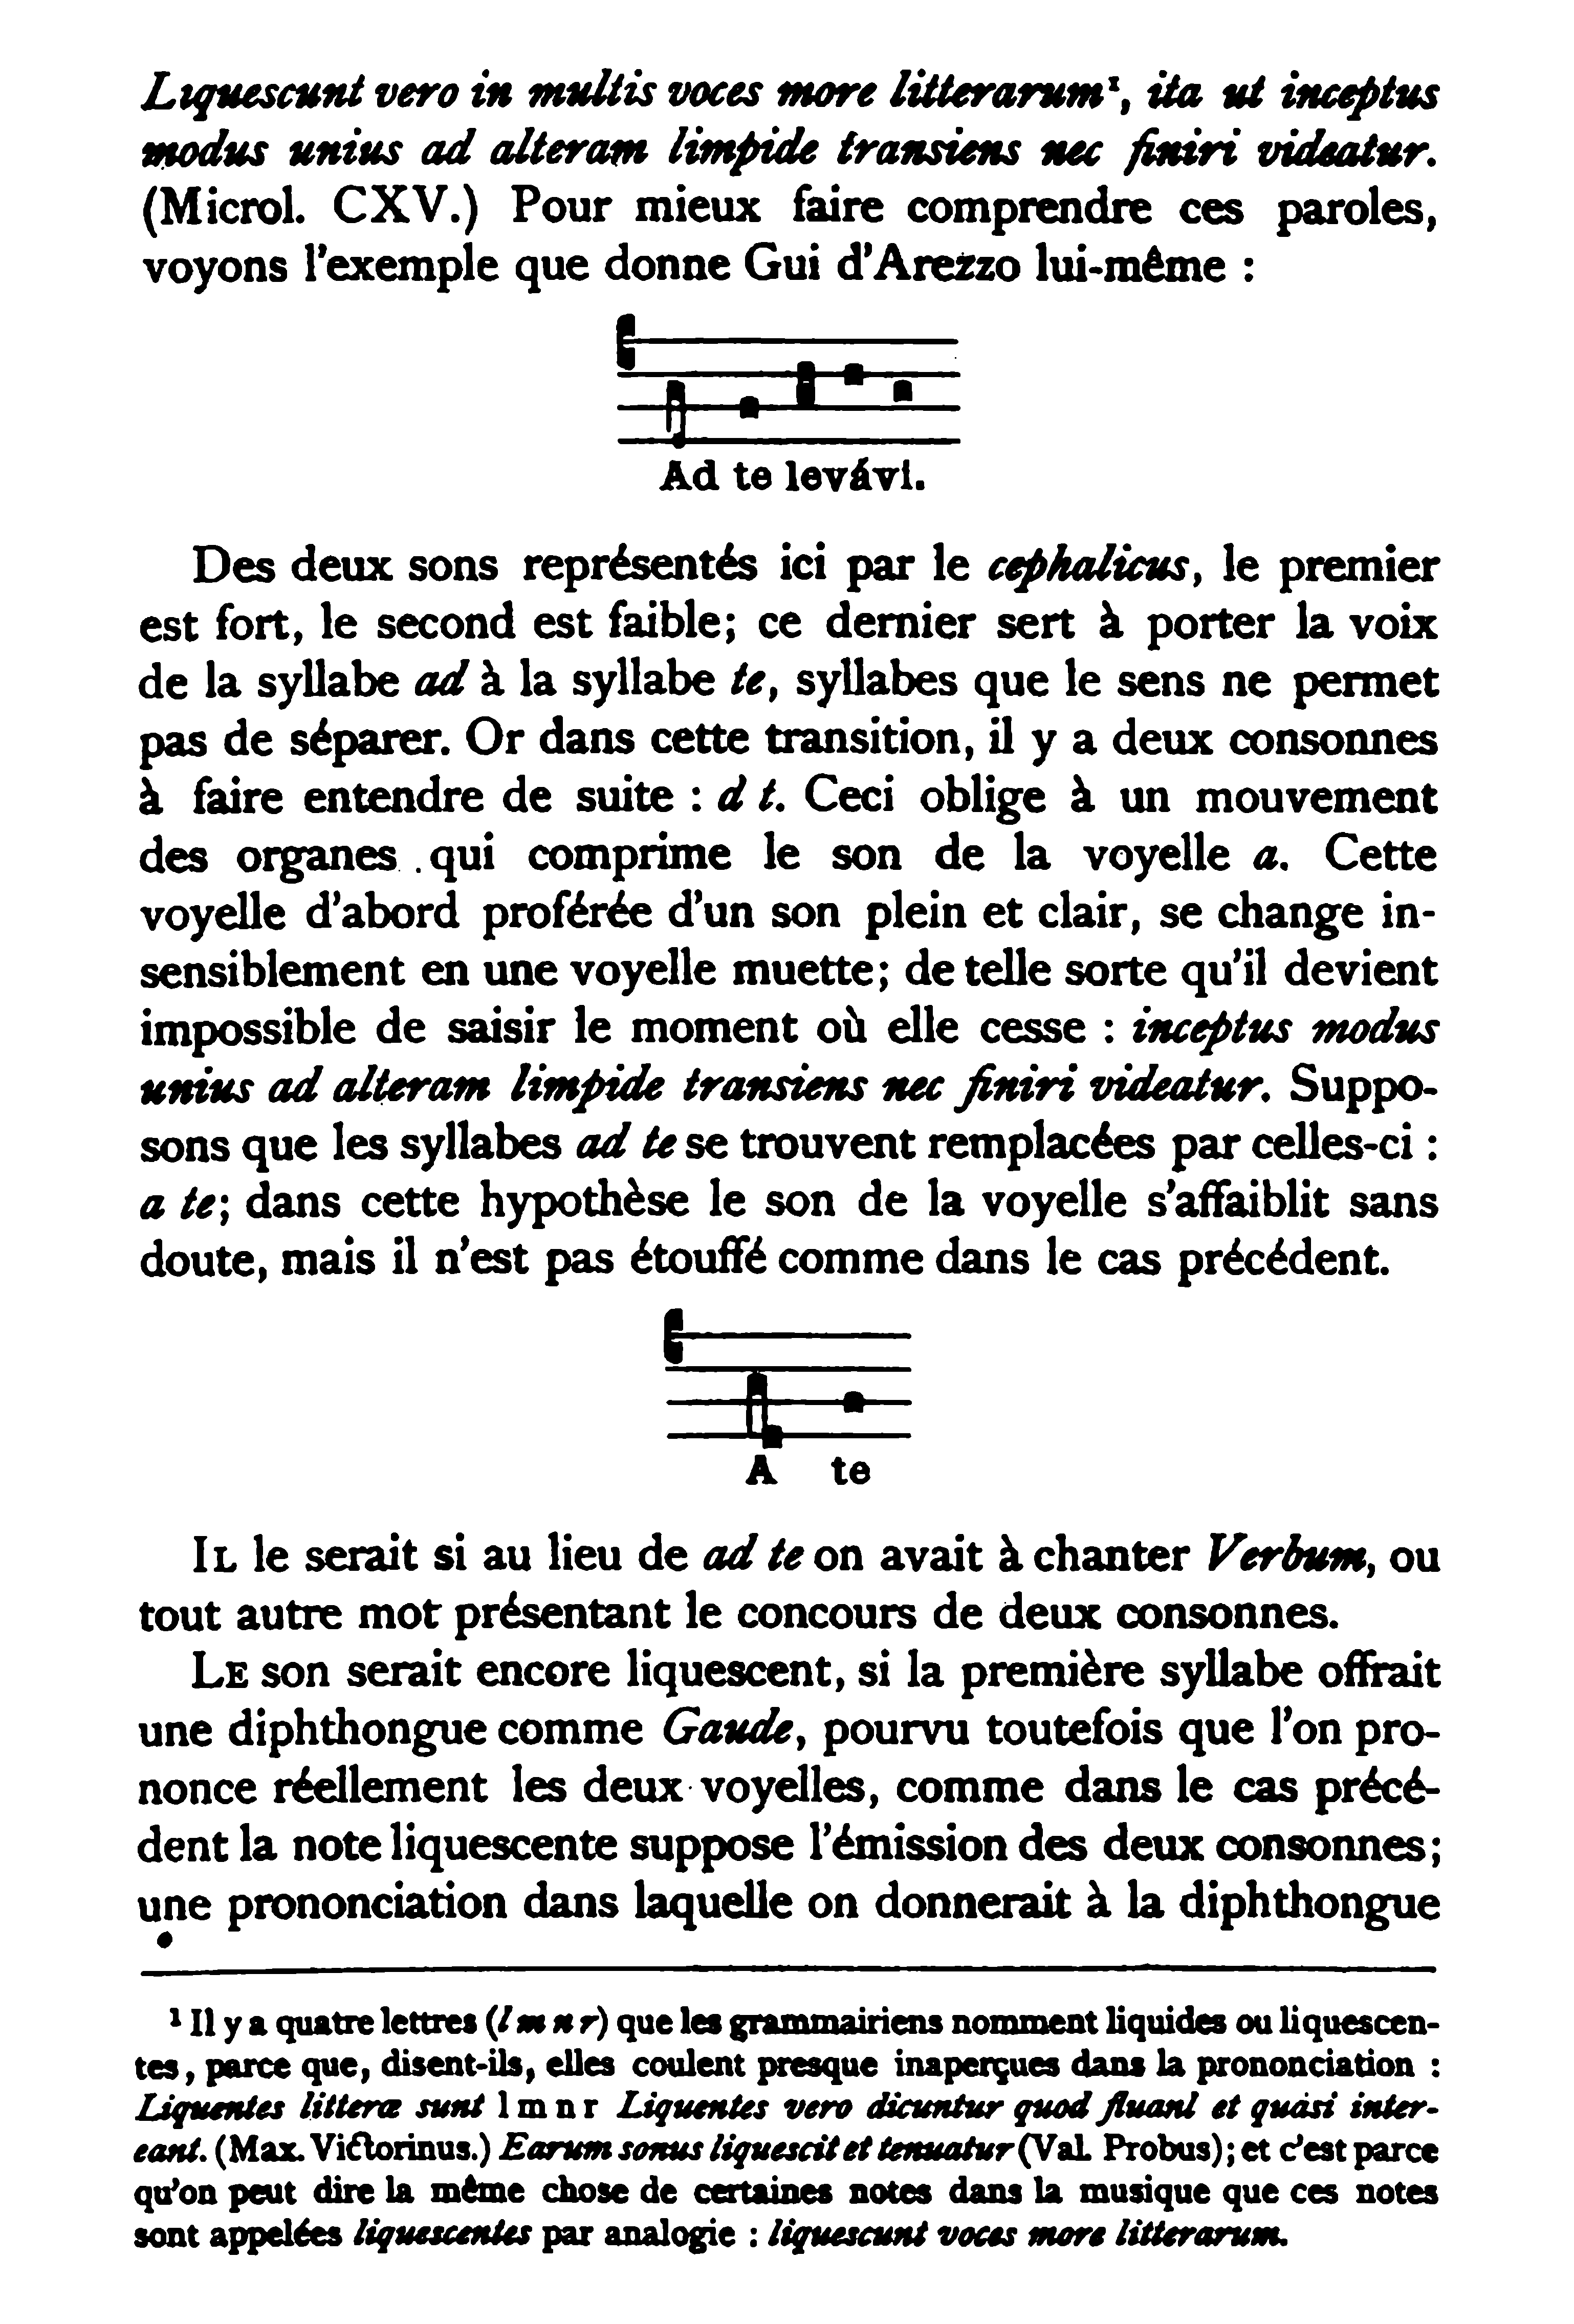 Liquescunt vero in multis voces more litterarum¹, ita ut inceptus
modus unius ad alteram limpide transiens nec finiri videatur.
(Microl. CXV.) Pour mieux faire comprendre ces paroles,
voyons l'exemple que donne Gui d'Arezzo lui-même :
Ad te levávi.
Des deux sons représentés ici par le cephalicus, le premier
est fort, le second est faible; ce dernier sert à porter la voix
de la syllabe ad à la syllabe te, syllabes que le sens ne permet
pas de séparer. Or dans cette transition, il y a deux consonnes
à faire entendre de suite : d t. Ceci oblige à un mouvement
des organes qui comprime le son de la voyelle a. Cette
voyelle d'abord proférée d'un son plein et clair, se change in-
sensiblement en une voyelle muette; de telle sorte qu'il devient
impossible de saisir le moment où elle cesse : inceptus modus
unius ad alteram limpide transiens nec finiri videatur. Suppo-
sons que les syllabes ad te se trouvent remplacées par celles-ci :
a te; dans cette hypothèse le son de la voyelle s'affaiblit sans
doute, mais il n'est pas étouffé comme dans le cas précédent.
A te
IL le serait si au lieu de ad te on avait à chanter Verbum, ou
tout autre mot présentant le concours de deux consonnes.
LE son serait encore liquescent, si la première syllabe offrait
une diphthongue comme Gaude, pourvu toutefois que l'on pro-
nonce réellement les deux voyelles, comme dans le cas précé-
dent la note liquescente suppose l'émission des deux consonnes;
une prononciation dans laquelle on donnerait à la diphthongue
¹ Il y a quatre lettres (l m n r) que les grammairiens nomment liquides ou liquescen-
tes, parce que, disent-ils, elles coulent presque inaperçues dans la prononciation :
Liquentes litteræ sunt l m n r Liquentes vero dicuntur quod fluant et quasi inter-
eant. (Max. Victorinus.) Earum sonus liquescit et tenuatur (Val. Probus); et c'est parce
qu'on peut dire la même chose de certaines notes dans la musique que ces notes
sont appelées liquescentes par analogie : liquescunt voces more litterarum.